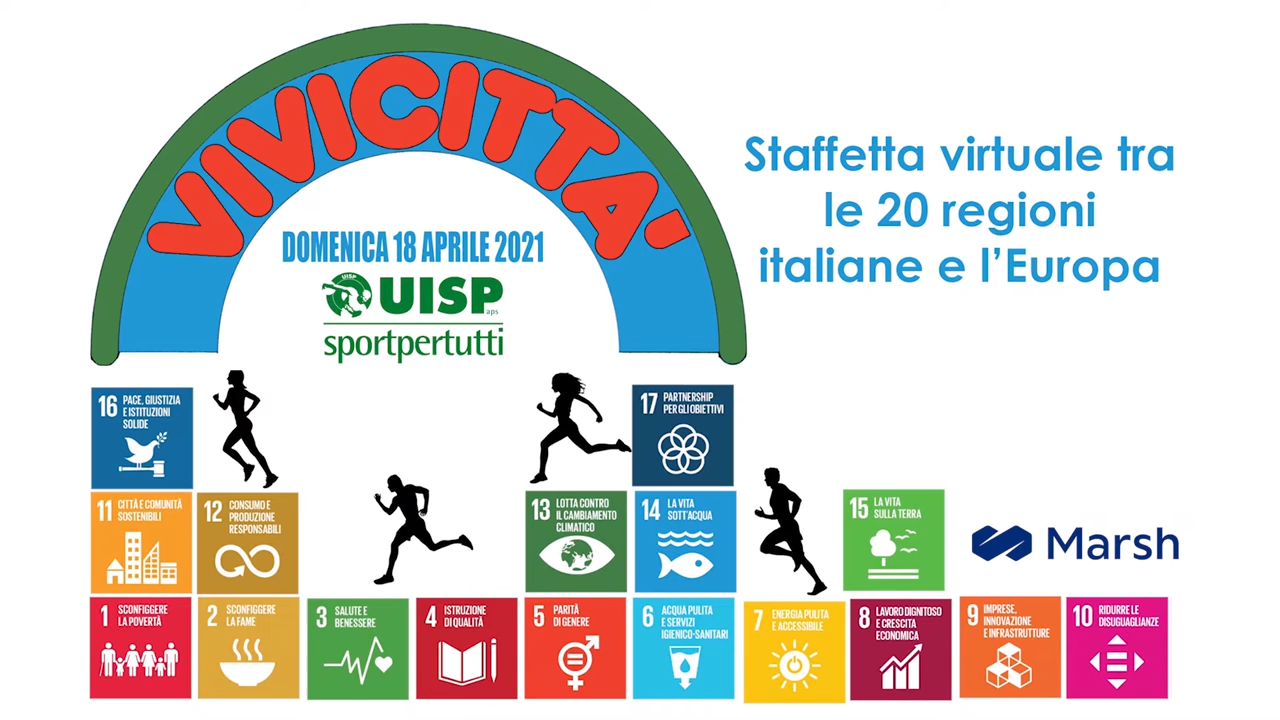 VIVICITTA'
DOMENICA 18 APRILE 2021
UISP
UISP
aps
sportpertutti
Staffetta virtuale tra
le 20 regioni
italiane e l’Europa
16 PACE, GIUSTIZIA
E ISTITUZIONI
SOLIDE
17 PARTNERSHIP
PER GLI OBIETTIVI
11 CITTÀ E COMUNITÀ
SOSTENIBILI
12 CONSUMO E
PRODUZIONE
RESPONSABILI
13 LOTTA CONTRO
IL CAMBIAMENTO
CLIMATICO
14 LA VITA
SOTT'ACQUA
15 LA VITA
SULLA TERRA
Marsh
1 SCONFIGGERE
LA POVERTÀ
2 SCONFIGGERE
LA FAME
3 SALUTE E
BENESSERE
4 ISTRUZIONE
DI QUALITÀ
5 PARITÀ
DI GENERE
6 ACQUA PULITA
E SERVIZI
IGIENICO-SANITARI
7 ENERGIA PULITA
E ACCESSIBILE
8 LAVORO DIGNITOSO
E CRESCITA
ECONOMICA
9 IMPRESE,
INNOVAZIONE
E INFRASTRUTTURE
10 RIDURRE LE
DISUGUAGLIANZE